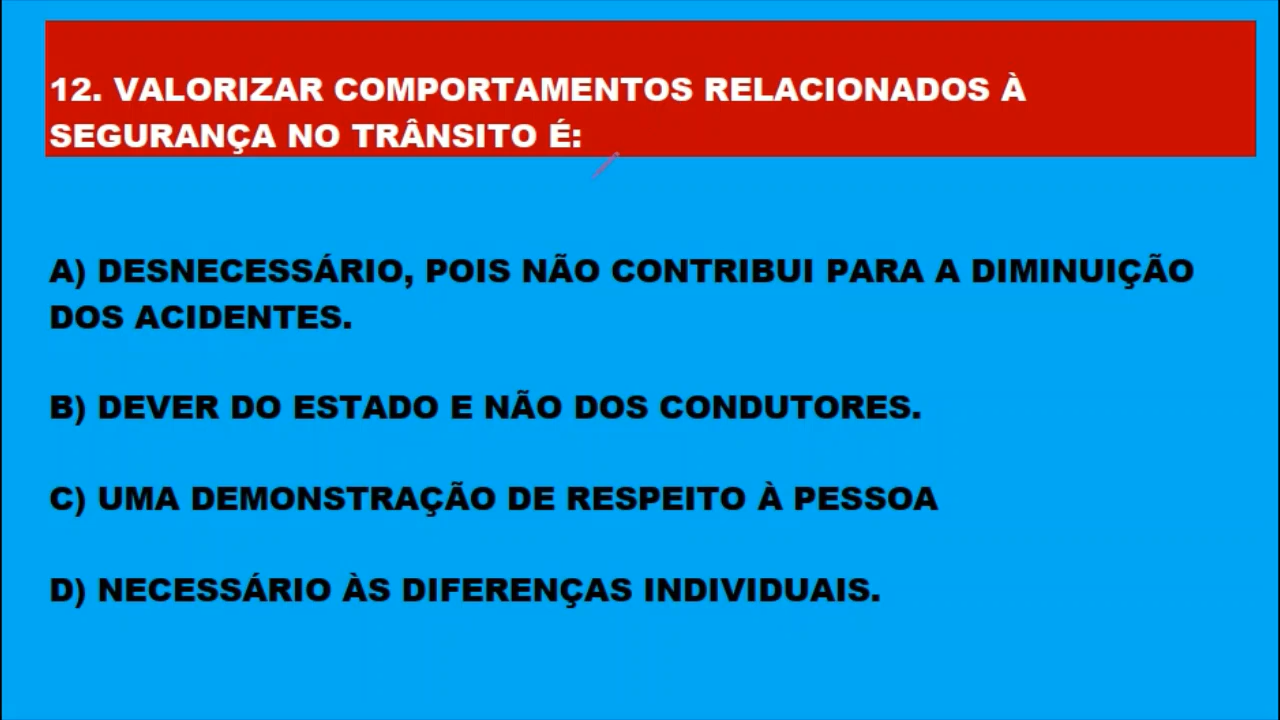 12. VALORIZAR COMPORTAMENTOS RELACIONADOS À
SEGURANÇA NO TRÂNSITO É:
A) DESNECESSÁRIO, POIS NÃO CONTRIBUI PARA A DIMINUIÇÃO
DOS ACIDENTES.
B) DEVER DO ESTADO E NÃO DOS CONDUTORES.
C) UMA DEMONSTRAÇÃO DE RESPEITO À PESSOA
D) NECESSÁRIO ÀS DIFERENÇAS INDIVIDUAIS.